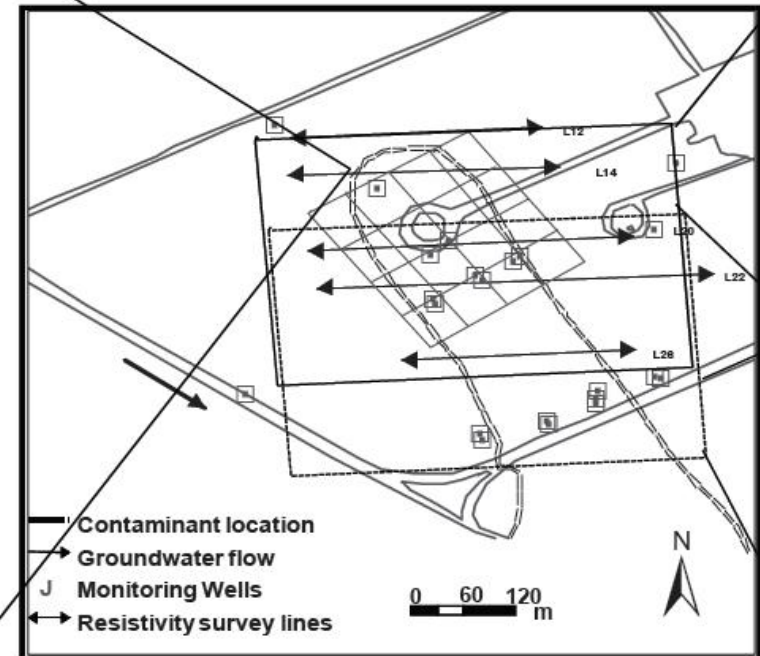 L12
L14
L20
L22
L26
Contaminant location
Groundwater flow
J Monitoring Wells
Resistivity survey lines
N
0 60 120
m